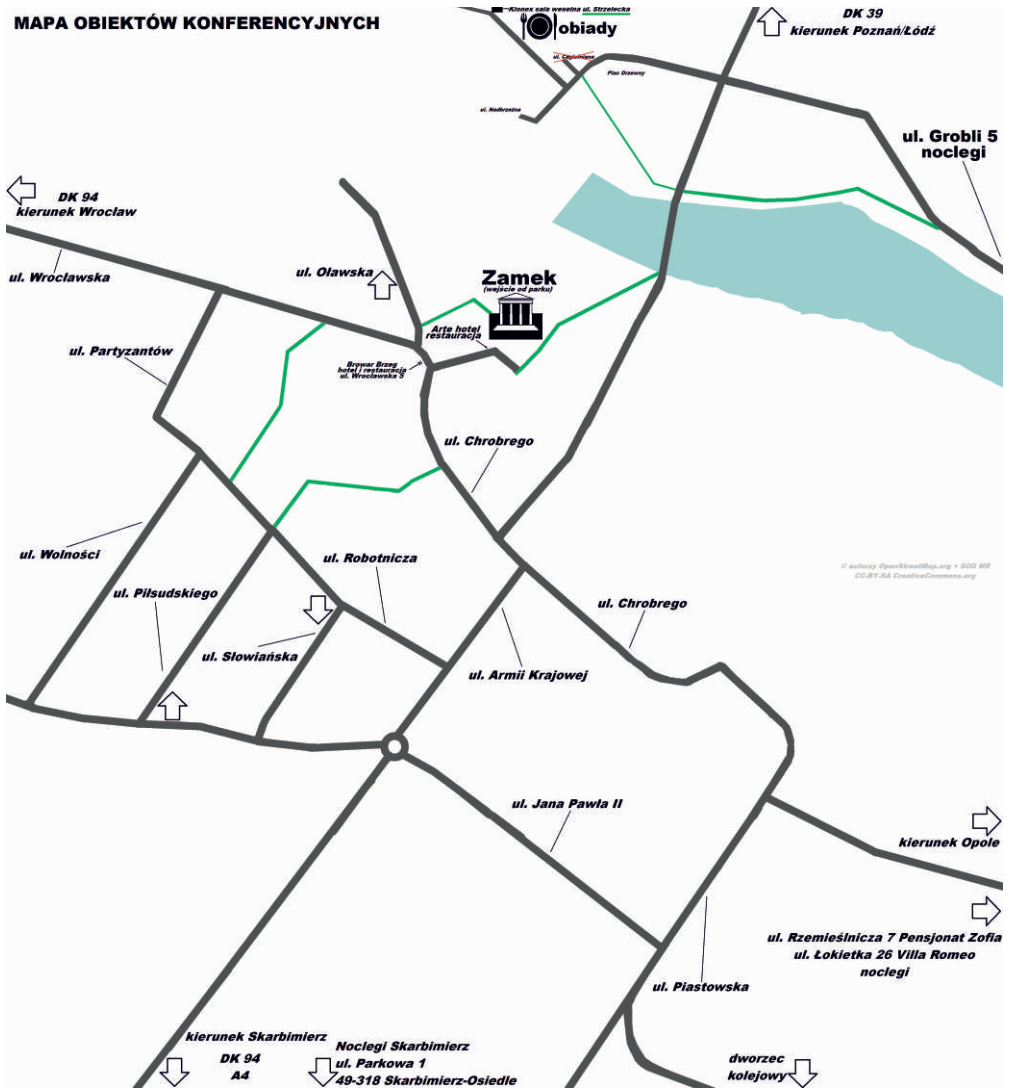 MAPA OBIEKTÓW KONFERENCYJNYCH
Klonex sala weselna ul. Strzelecka
obiady
DK 39
kierunek Poznań/Łódź
Plac Drzewny
ul. Nadbrzeżna
ul. Grobli 5
noclegi
DK 94
kierunek Wrocław
ul. Wrocławska
ul. Oławska
Zamek
(wejście od parku)
Arte hotel
restauracja
ul. Partyzantów
Browar Brzeg
hotel i restauracja
ul. Wrocławska 5
ul. Chrobrego
ul. Wolności
ul. Robotnicza
© autorzy OpenStreetMap.org + SOG MR
CC-BY-SA CreativeCommons.org
ul. Piłsudskiego
ul. Chrobrego
ul. Słowiańska
ul. Armii Krajowej
ul. Jana Pawła II
kierunek Opole
ul. Rzemieślnicza 7 Pensjonat Zofia
ul. Łokietka 26 Villa Romeo
noclegi
ul. Piastowska
kierunek Skarbimierz
DK 94
A4
Noclegi Skarbimierz
ul. Parkowa 1
49-318 Skarbimierz-Osiedle
dworzec
kolejowy